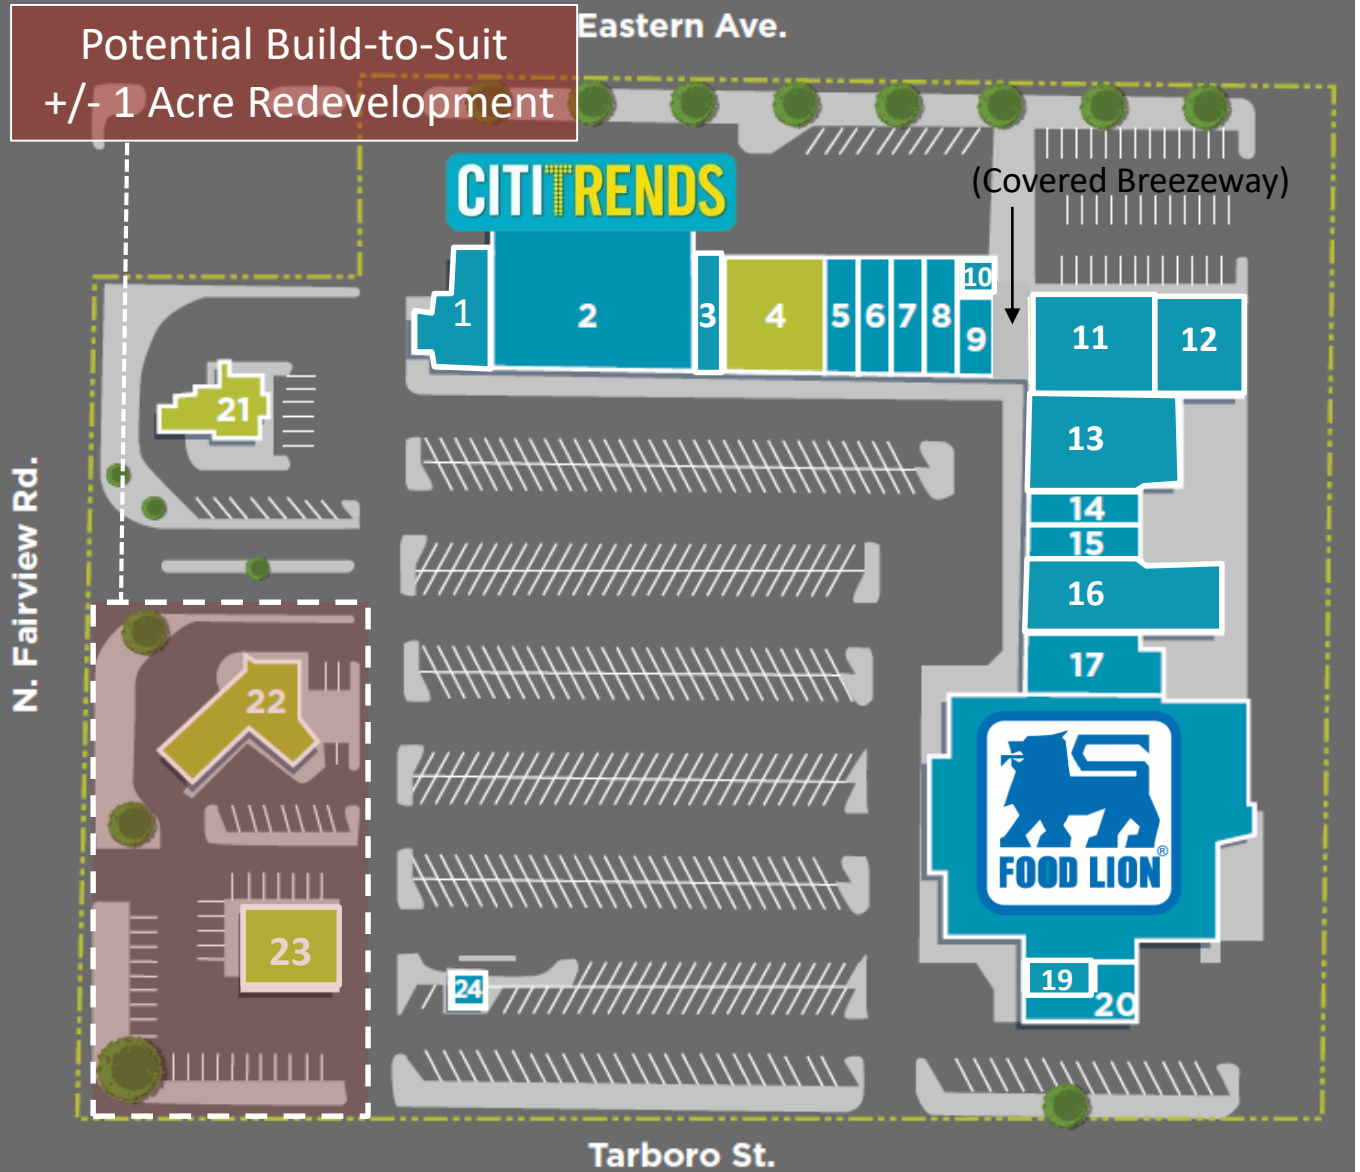 Potential Build-to-Suit
+/- 1 Acre Redevelopment
Eastern Ave.
CITITRENDS
(Covered Breezeway)
1
2
3
4
5
6
7
8
9
10
11
12
13
14
15
16
17
FOOD LION®
19
20
21
22
23
24
N. Fairview Rd.
Tarboro St.